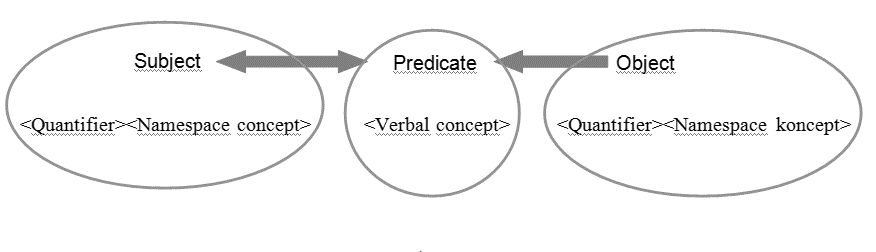 Subject Predicate Object
<Quantifier><Namespace concept> <Verbal concept> <Quantifier><Namespace koncept>